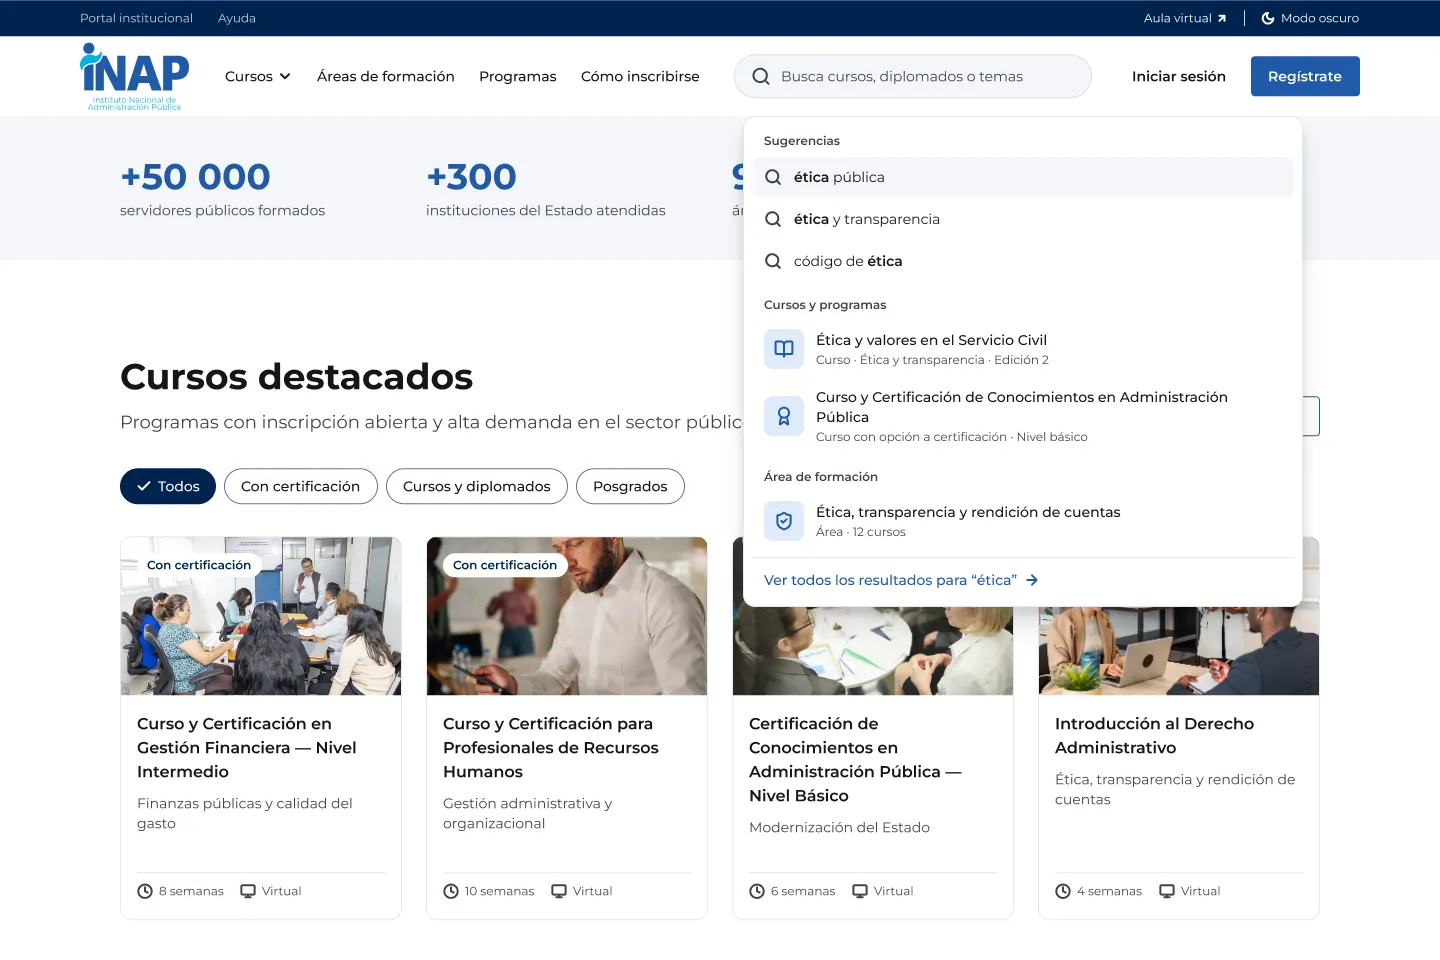 Portal institucional
Ayuda
Aula virtual
Modo oscuro
iNAP
Instituto Nacional de
Administración Pública
Cursos
Áreas de formación
Programas
Cómo inscribirse
Busca cursos, diplomados o temas
Iniciar sesión
Regístrate
+50 000
servidores públicos formados
+300
instituciones del Estado atendidas
Sugerencias
ética pública
ética y transparencia
código de ética
Cursos y programas
Ética y valores en el Servicio Civil
Curso · Ética y transparencia · Edición 2
Curso y Certificación de Conocimientos en Administración
Pública
Curso con opción a certificación · Nivel básico
Área de formación
Ética, transparencia y rendición de cuentas
Área · 12 cursos
Ver todos los resultados para “ética”
Cursos destacados
Programas con inscripción abierta y alta demanda en el sector
Todos
Con certificación
Cursos y diplomados
Posgrados
Con certificación
Curso y Certificación en
Gestión Financiera — Nivel
Intermedio
Finanzas públicas y calidad del
gasto
8 semanas
Virtual
Con certificación
Curso y Certificación para
Profesionales de Recursos
Humanos
Gestión administrativa y
organizacional
10 semanas
Virtual
Certificación de
Conocimientos en
Administración Pública —
Nivel Básico
Modernización del Estado
6 semanas
Virtual
Introducción al Derecho
Administrativo
Ética, transparencia y rendición de
cuentas
4 semanas
Virtual